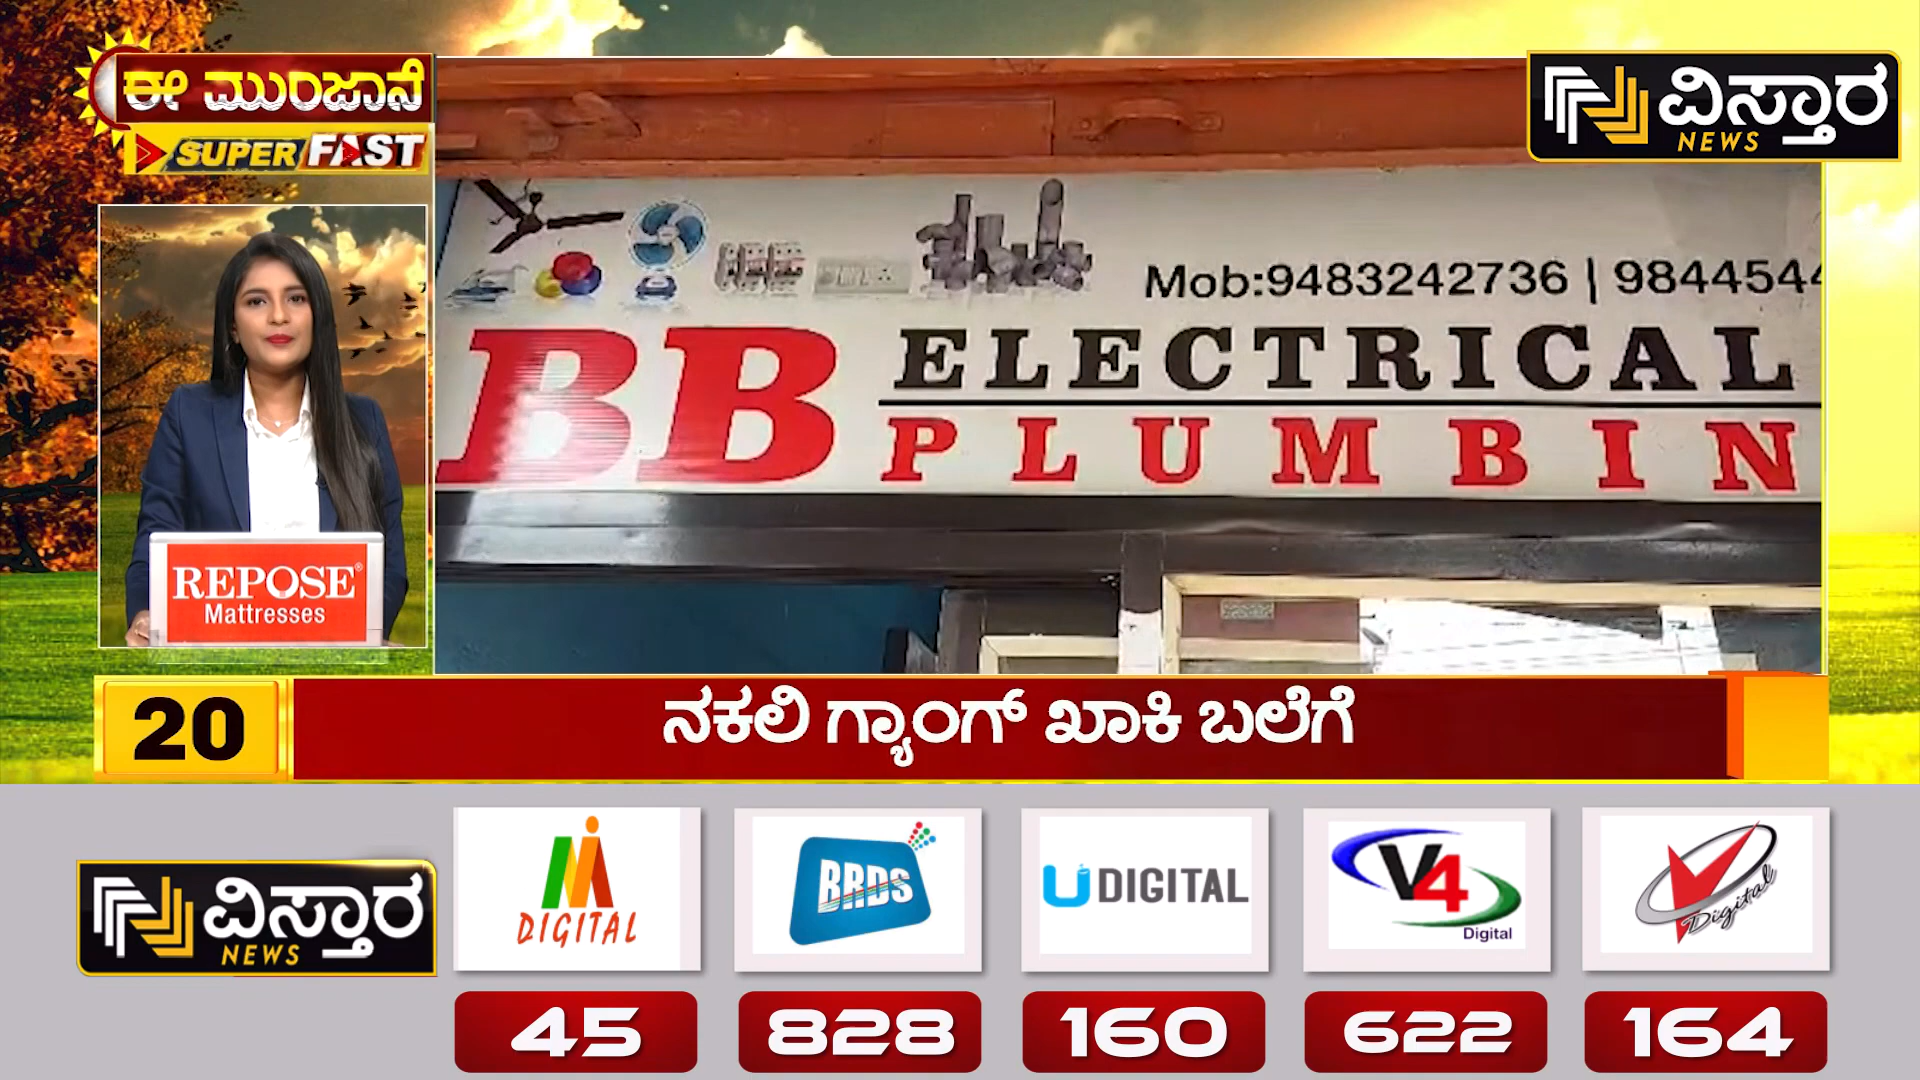 ಈ ಮುಂಜಾನೆ
SUPER FAST
ವಿಸ್ತಾರ
NEWS
Mob:9483242736 | 9844544
BB ELECTRICAL
PLUMBIN
REPOSE®
Mattresses
20
ನಕಲಿ ಗ್ಯಾಂಗ್ ಖಾಕಿ ಬಲೆಗೆ
ವಿಸ್ತಾರ
NEWS
M DIGITAL
BRDS
U DIGITAL
V4 Digital
V Digital
45
828
160
622
164